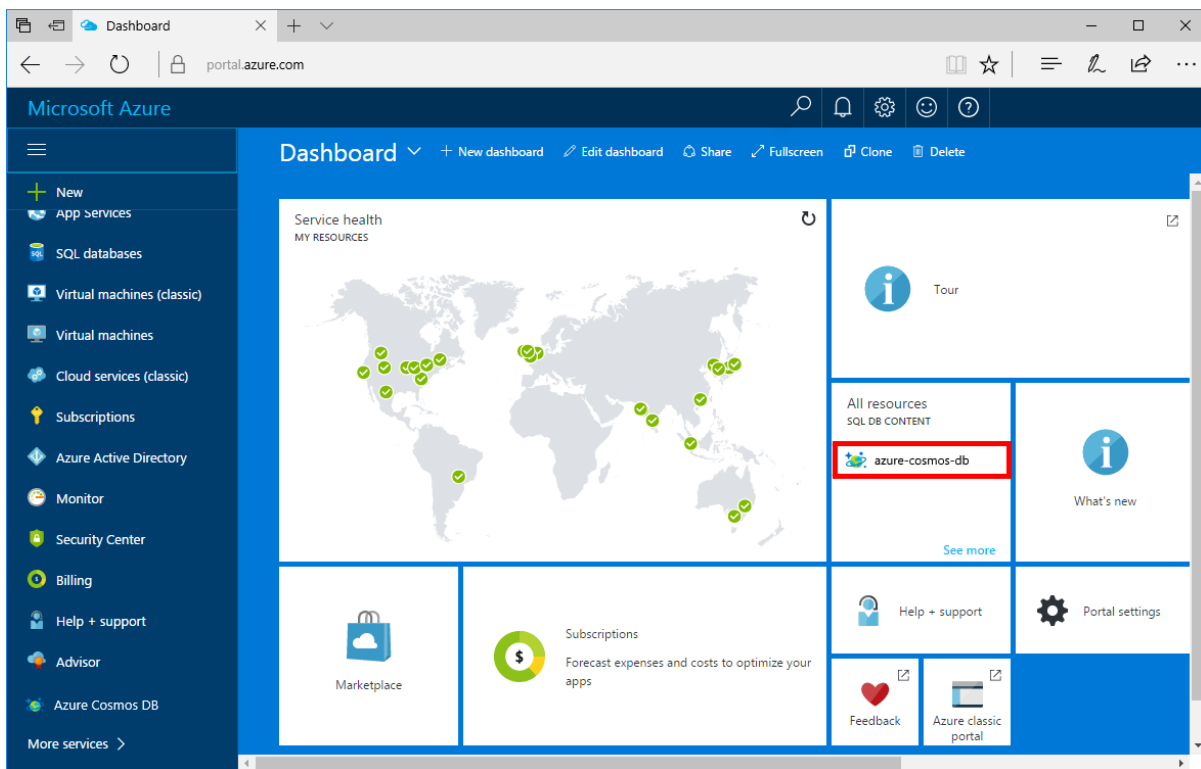 Dashboard
portal.azure.com
Microsoft Azure
Dashboard
New dashboard
Edit dashboard
Share
Fullscreen
Clone
Delete
New
App Services
SQL databases
Virtual machines (classic)
Virtual machines
Cloud services (classic)
Subscriptions
Azure Active Directory
Monitor
Security Center
Billing
Help + support
Advisor
Azure Cosmos DB
More services
Service health
MY RESOURCES
Tour
All resources
SQL DB CONTENT
azure-cosmos-db
See more
What's new
Marketplace
Subscriptions
Forecast expenses and costs to optimize your
apps
Help + support
Portal settings
Feedback
Azure classic
portal